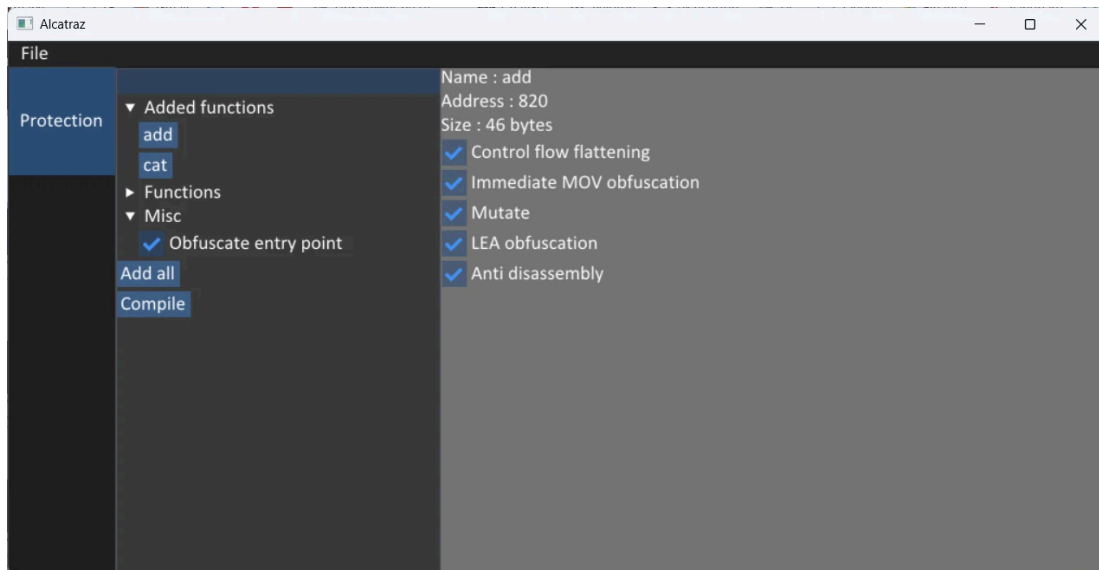 Alcatraz
File
Protection
Added functions
add
cat
Functions
Misc
Obfuscate entry point
Add all
Compile
Name : add
Address : 820
Size : 46 bytes
Control flow flattening
Immediate MOV obfuscation
Mutate
LEA obfuscation
Anti disassembly